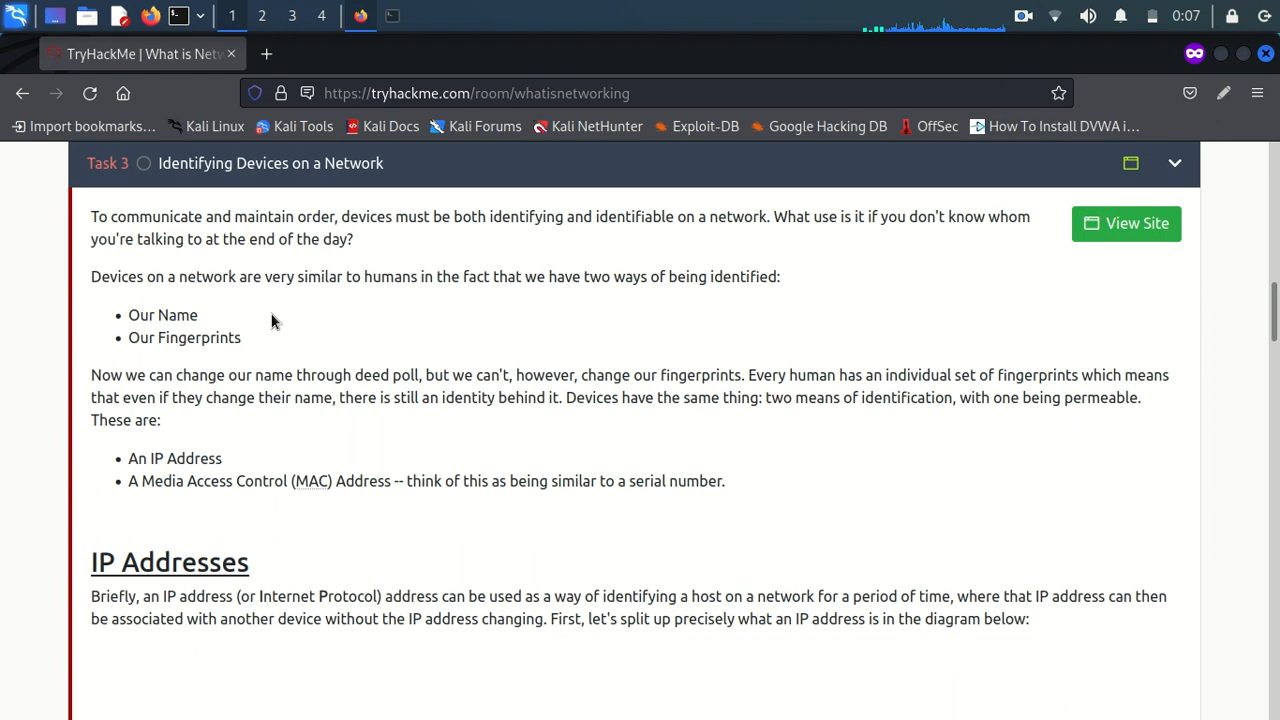 1 2 3 4 0:07
TryHackMe | What is Netw
https://tryhackme.com/room/whatisnetworking
Import bookmarks… Kali Linux Kali Tools Kali Docs Kali Forums Kali NetHunter Exploit-DB Google Hacking DB OffSec How To Install DVWA i…
Task 3 Identifying Devices on a Network
To communicate and maintain order, devices must be both identifying and identifiable on a network. What use is it if you don't know whom
you're talking to at the end of the day?
View Site
Devices on a network are very similar to humans in the fact that we have two ways of being identified:
• Our Name
• Our Fingerprints
Now we can change our name through deed poll, but we can't, however, change our fingerprints. Every human has an individual set of fingerprints which means
that even if they change their name, there is still an identity behind it. Devices have the same thing: two means of identification, with one being permeable.
These are:
• An IP Address
• A Media Access Control (MAC) Address -- think of this as being similar to a serial number.
IP Addresses
Briefly, an IP address (or Internet Protocol) address can be used as a way of identifying a host on a network for a period of time, where that IP address can then
be associated with another device without the IP address changing. First, let's split up precisely what an IP address is in the diagram below: